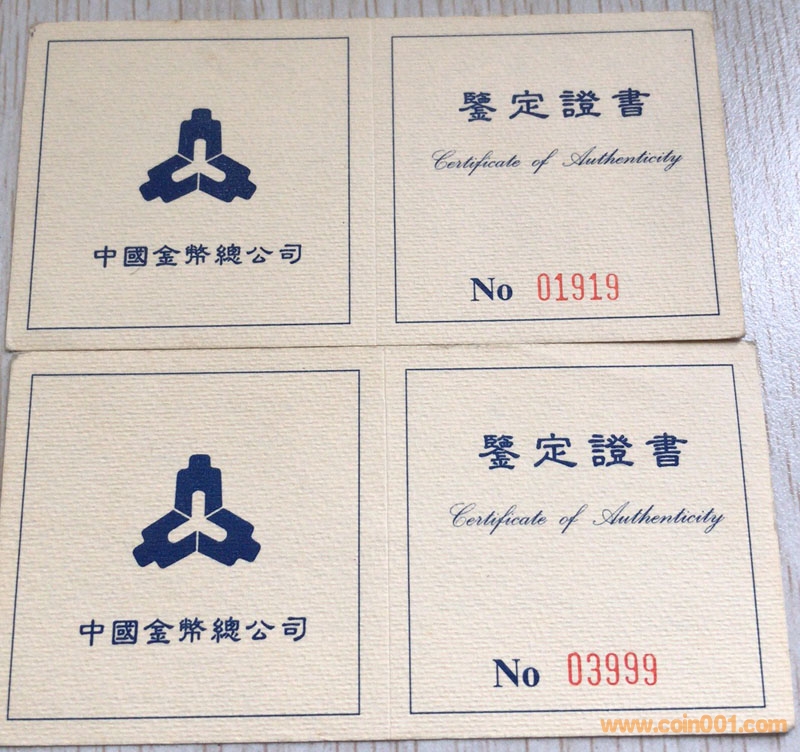 中國金幣總公司
鑒定證書
Certificate of Authenticity
No 01919
中國金幣總公司
鑒定證書
Certificate of Authenticity
No 03999
www.coin001.com